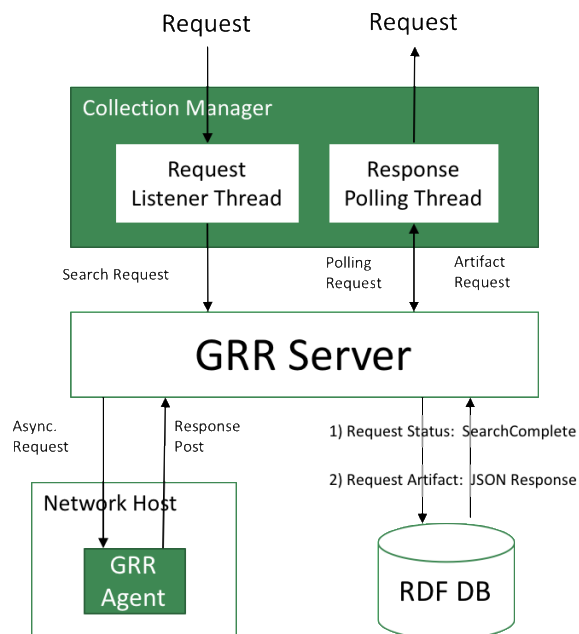 Request
Request
Collection Manager
Request
Listener Thread
Response
Polling Thread
Search Request
Polling
Request
Artifact
Request
GRR Server
Async.
Request
Response
Post
1) Request Status: SearchComplete
2) Request Artifact: JSON Response
Network Host
GRR
Agent
RDF DB